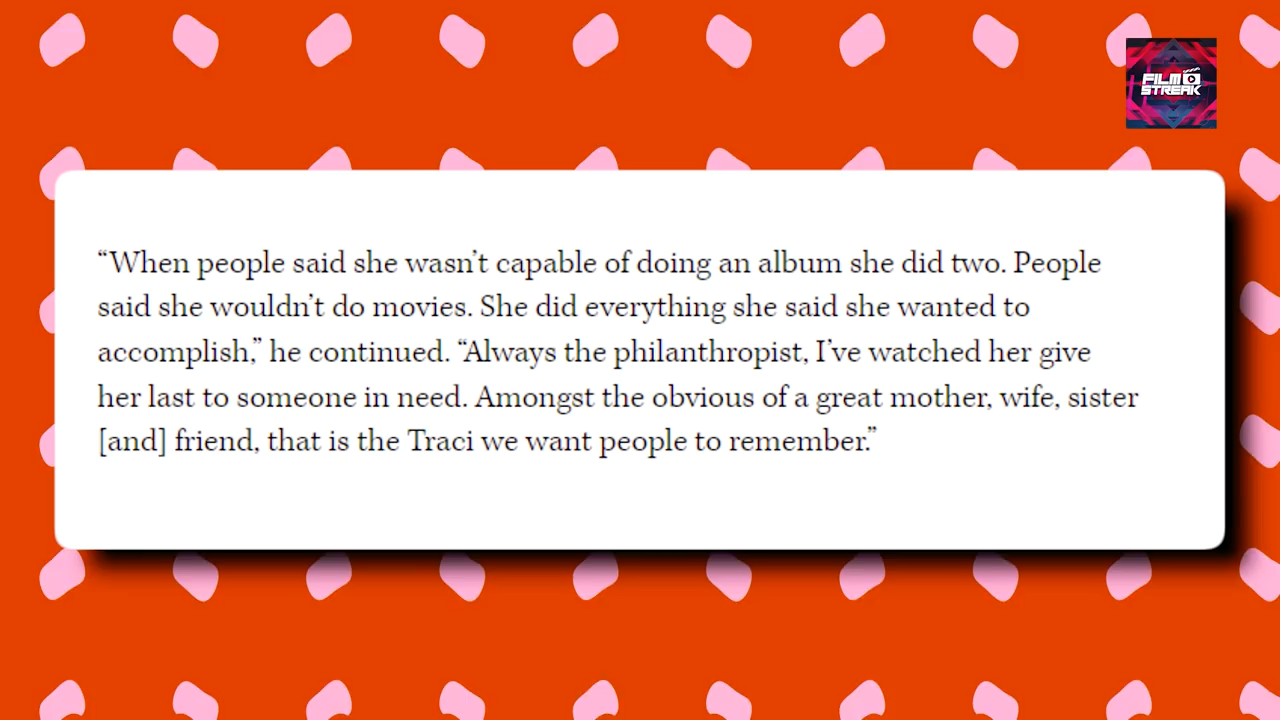 FILM
STREAK
“When people said she wasn’t capable of doing an album she did two. People
said she wouldn’t do movies. She did everything she said she wanted to
accomplish,” he continued. “Always the philanthropist, I’ve watched her give
her last to someone in need. Amongst the obvious of a great mother, wife, sister
[and] friend, that is the Traci we want people to remember.”